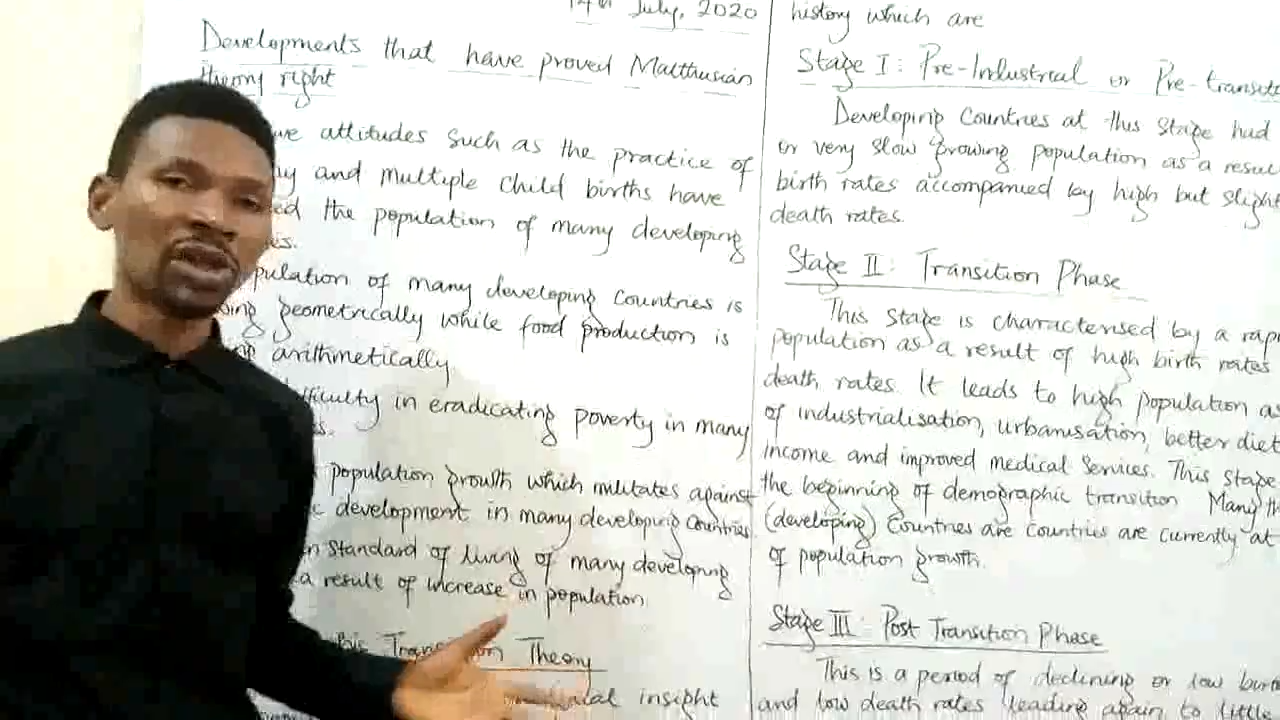 14th July, 2020
Developments that have proved Malthusian
theory right
attitudes such as the practice of
and multiple child births have
the population of many developing
population of many developing countries is
geometrically while food production is
arithmetically
difficulty in eradicating poverty in many
population growth which militates against
development in many developing countries
standard of living of many developing
a result of increase in population
Transition Theory
insight
history which are
Stage I: Pre-Industrial or Pre-transit
Developing Countries at this stage had
or very slow growing population as a resul
birth rates accompanied by high but slight
death rates.
Stage II: Transition Phase
This stage is characterised by a rap
population as a result of high birth rates
death rates. It leads to high population a
of industrialisation, urbanisation, better diet
income and improved medical services. This stage
the beginning of demographic transition Many th
(developing) countries are countries are currently at
of population growth.
Stage III: Post Transition Phase
This is a period of declining or low birt
and low death rates leading again to little